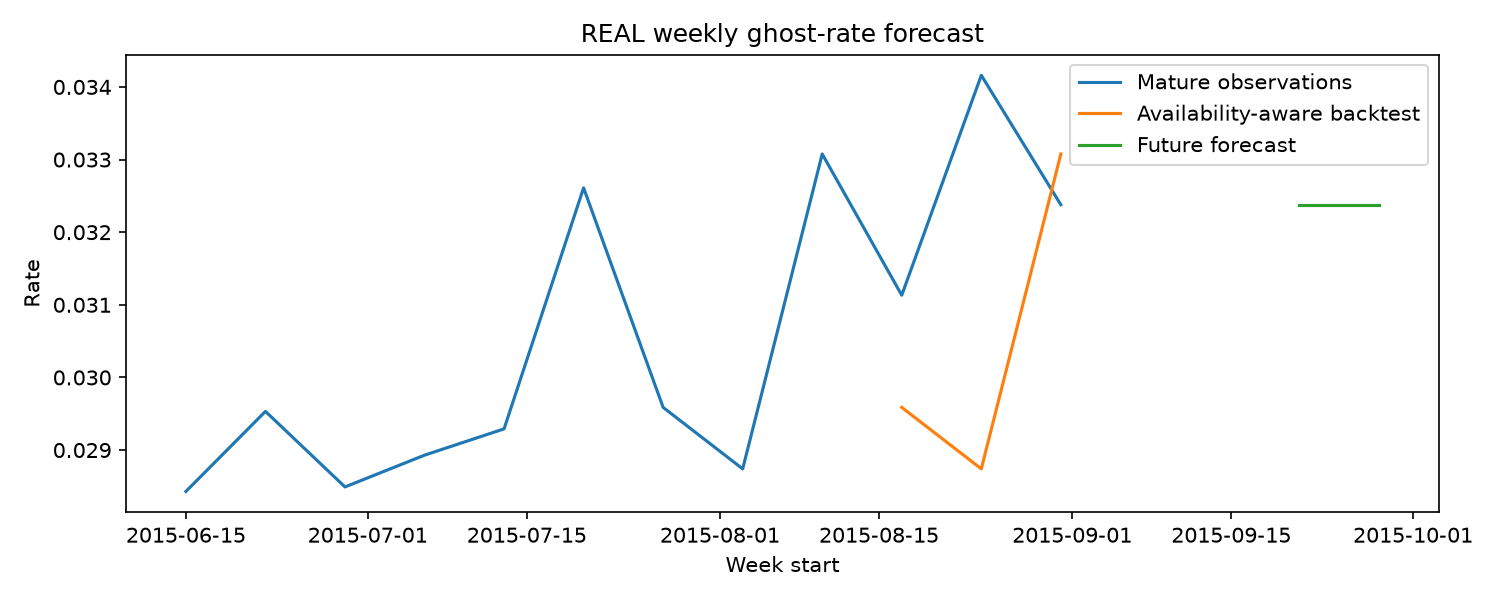 REAL weekly ghost-rate forecast
Mature observations
Availability-aware backtest
Future forecast
Rate
0.034
0.033
0.032
0.031
0.030
0.029
2015-06-15 2015-07-01 2015-07-15 2015-08-01 2015-08-15 2015-09-01 2015-09-15 2015-10-01
Week start